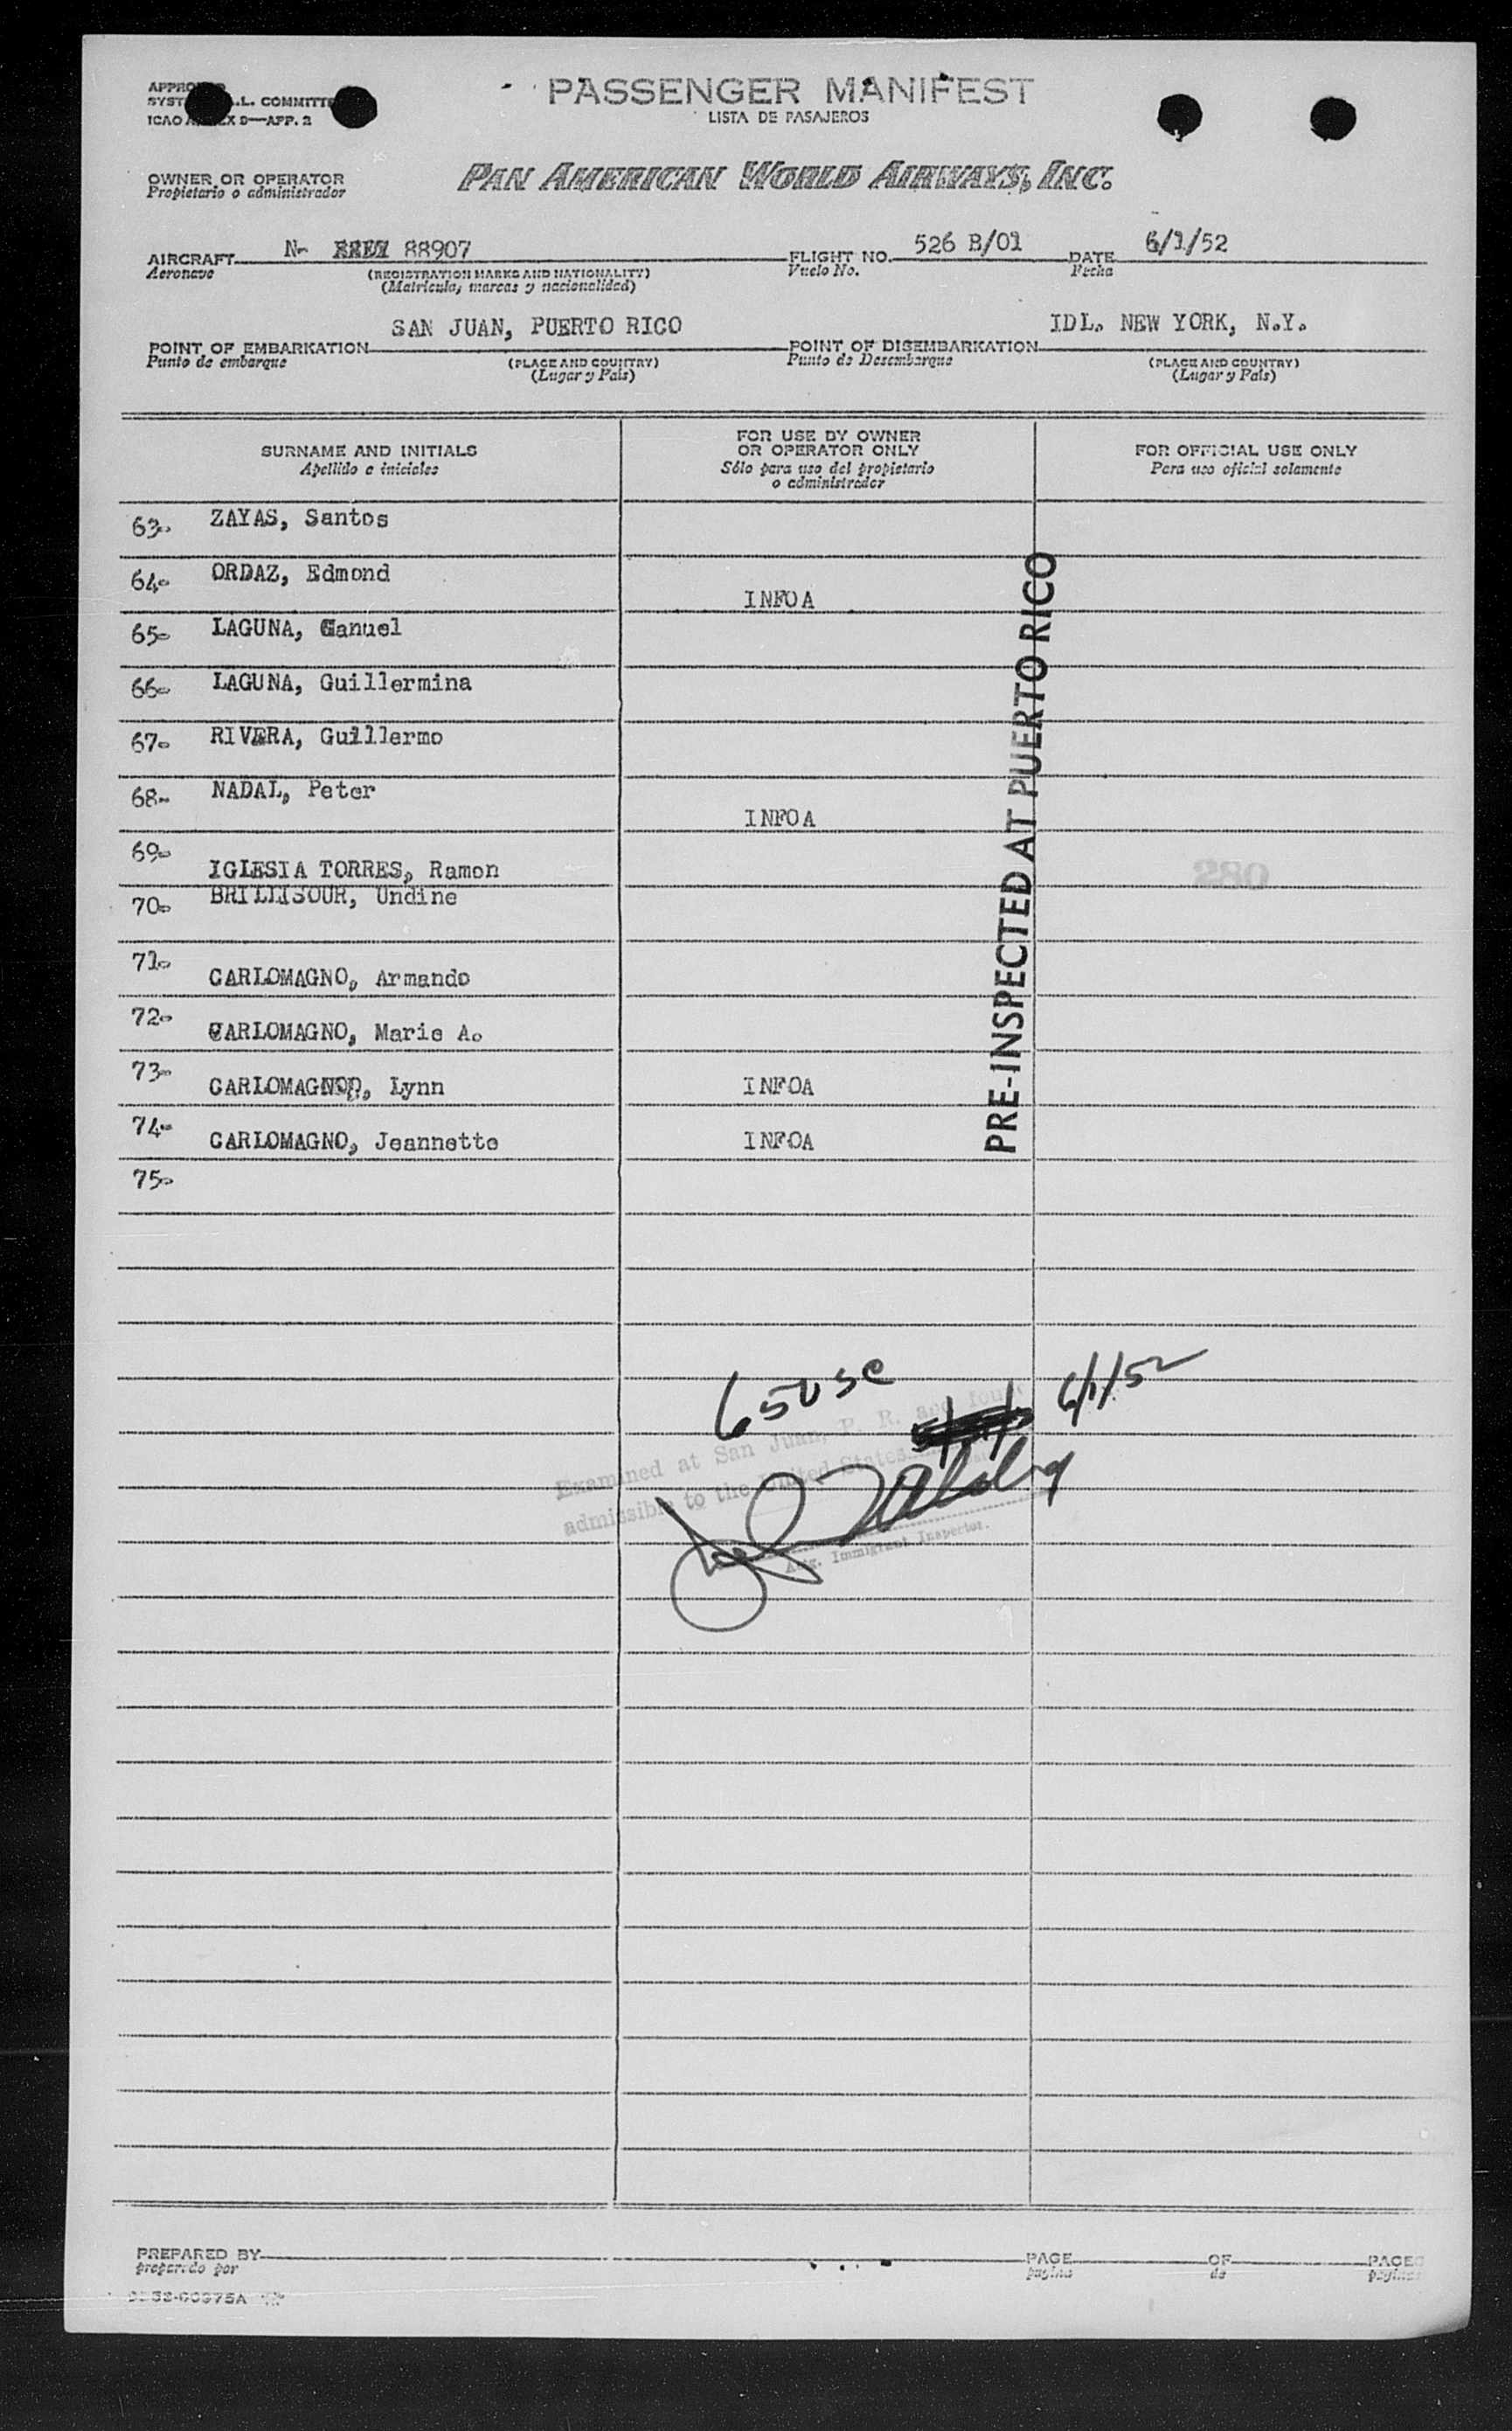 PASSENGER MANIFEST
LISTA DE PASAJEROS
ICAO
OWNER OR OPERATOR
Propietario o administrador
PAN AMERICAN WORLD AIRWAYS, INC.
AIRCRAFT N- 88907 FLIGHT NO. 526 B/01 DATE 6/1/52
Aeronave (REGISTRATION MARKS AND NATIONALITY) Vuelo No. Fecha
(Matricula, marcas y nacionalidad)
POINT OF EMBARKATION SAN JUAN, PUERTO RICO POINT OF DISEMBARKATION IDL. NEW YORK, N.Y.
Punto de embarque (PLACE AND COUNTRY) Punto de Desembarque (PLACE AND COUNTRY)
(Lugar y País) (Lugar y País)
SURNAME AND INITIALS
Apellido e iniciales
FOR USE BY OWNER
OR OPERATOR ONLY
Sólo para uso del propietario
o administrador
FOR OFFICIAL USE ONLY
Para uso oficial solamente
63. ZAYAS, Santos
64. ORDAZ, Edmond INFOA
65. LAGUNA, Ganuel
66. LAGUNA, Guillermina
67. RIVERA, Guillermo
68. NADAL, Peter INFOA
69. IGLESIA TORRES, Ramon
70. Undine
71. CARLOMAGNO, Armando
72. CARLOMAGNO, Marie A.
73. Lynn INFOA
74. CARLOMAGNO, Jeannette INFOA
75.
PRE-INSPECTED AT PUERTO RICO
082
65 USC
6/1/52
Examined at San Juan, P. R. and found
admissible to the United States
Immigrant Inspector.
PREPARED BY PAGE OF PAGES
preparado por página de páginas